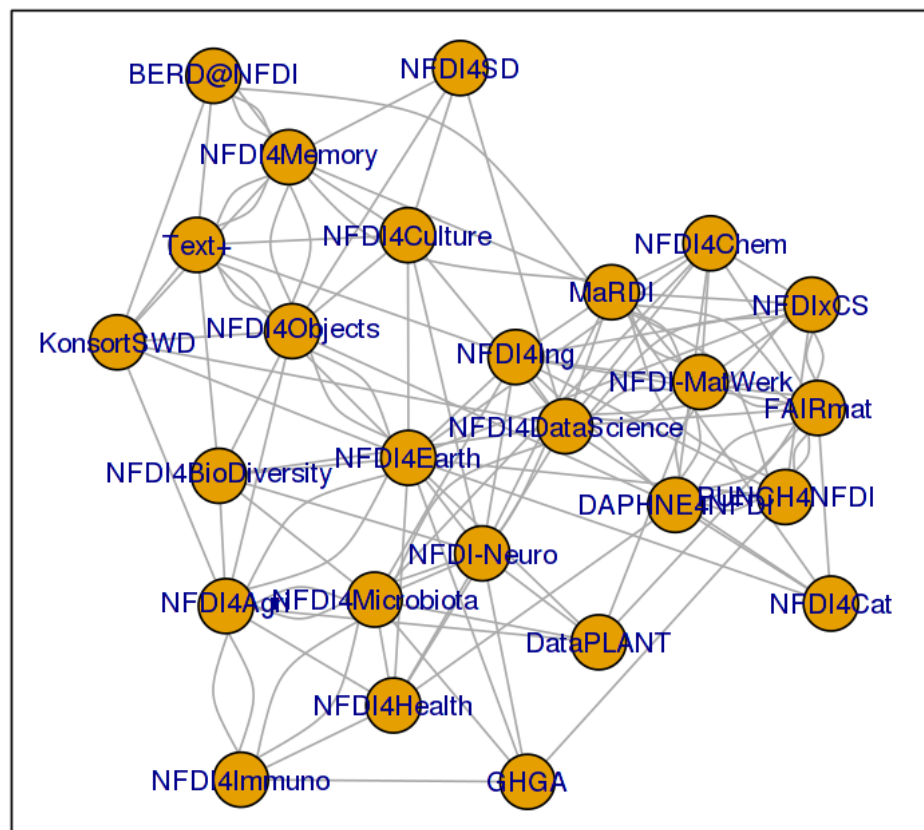 BERD@NFDI
NFDI4SD
NFDI4Memory
Text+
NFDI4Culture
NFDI4Chem
MaRDI
NFDIxCS
KonsortSWD
NFDI4Objects
NFDI4Ing
NFDI-MatWerk
FAIRmat
NFDI4DataScience
NFDI4BioDiversity
NFDI4Earth
DAPHNE4NFDI
PUNCH4NFDI
NFDI-Neuro
NFDI4Agri
NFDI4Microbiota
NFDI4Cat
DataPLANT
NFDI4Health
NFDI4Immuno
GHGA